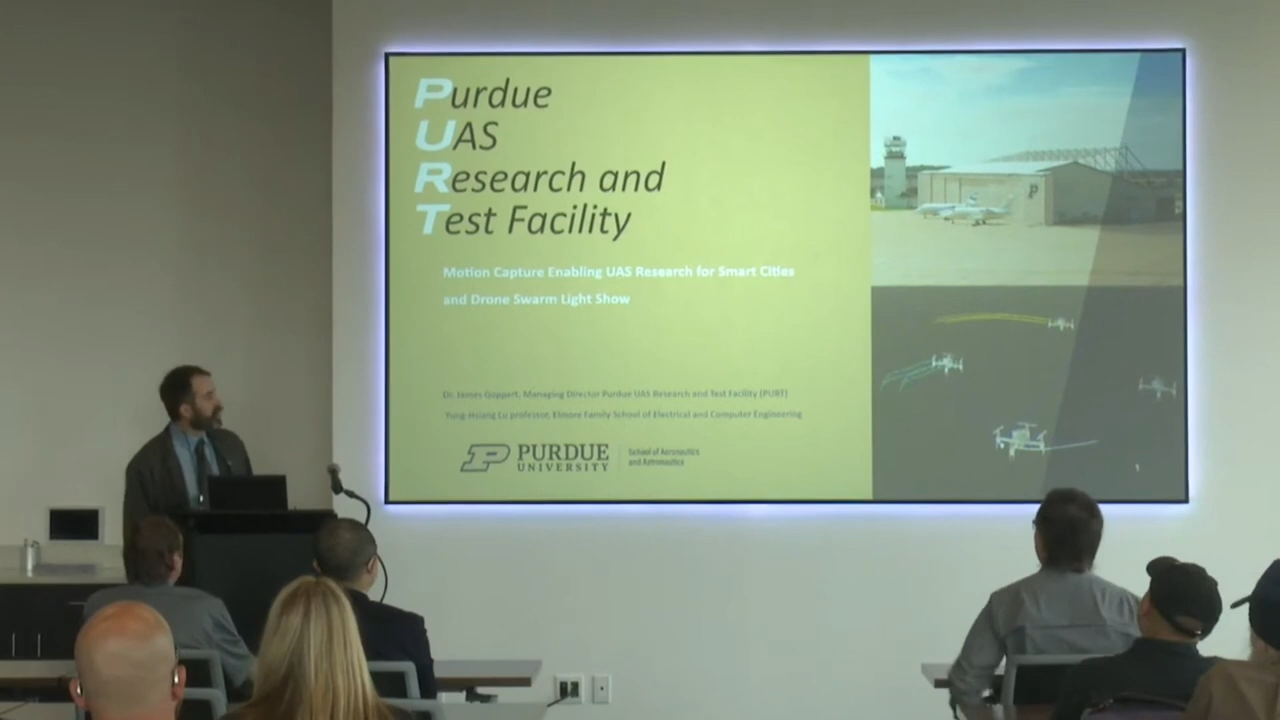 Purdue
UAS
Research and
Test Facility
Motion Capture Enabling UAS Research for Smart Cities
and Drone Swarm Light Show
Dr. James Goppert, Managing Director Purdue UAS Research and Test Facility (PURT)
Yung-Hsiang Lu professor, Elmore Family School of Electrical and Computer Engineering
P PURDUE
UNIVERSITY
School of Aeronautics
and Astronautics
P